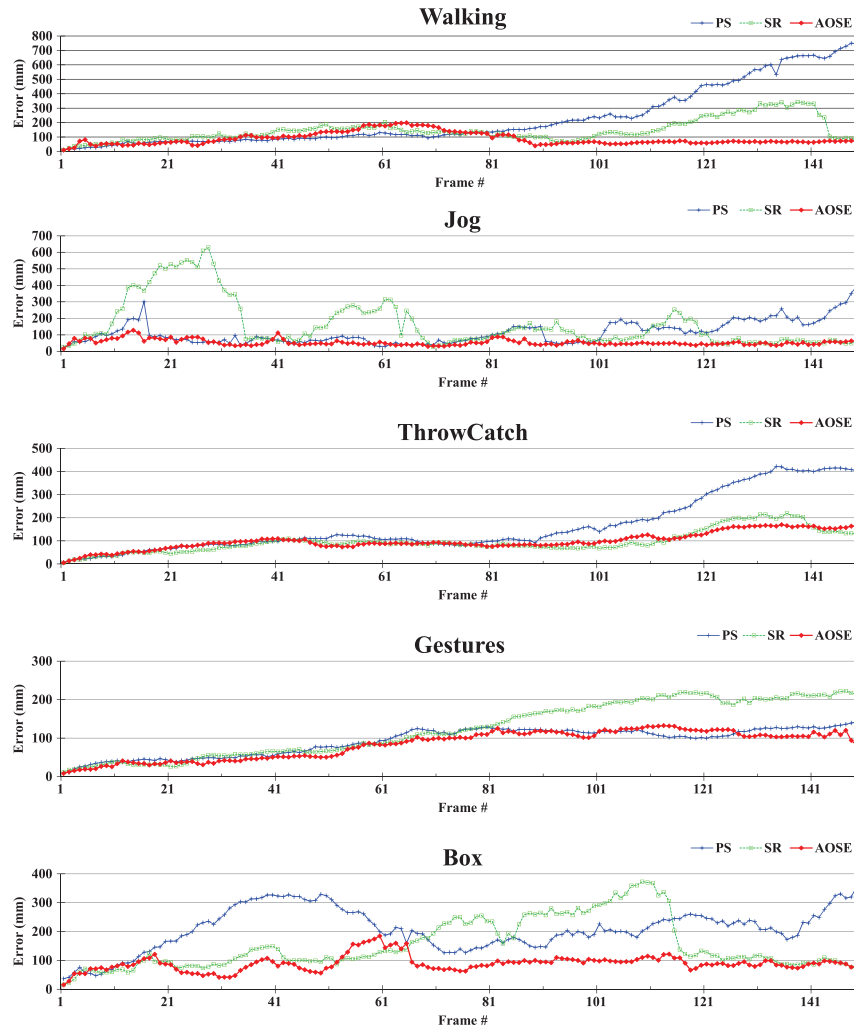 Walking
PS SR AOSE
800
700
600
500
400
300
200
100
0
Error (mm)
1 21 41 61 81 101 121 141
Frame #
Jog
PS SR AOSE
700
600
500
400
300
200
100
0
Error (mm)
1 21 41 61 81 101 121 141
Frame #
ThrowCatch
PS SR AOSE
500
400
300
200
100
0
Error (mm)
1 21 41 61 81 101 121 141
Frame #
Gestures
PS SR AOSE
300
200
100
0
Error (mm)
1 21 41 61 81 101 121 141
Frame #
Box
PS SR AOSE
400
300
200
100
0
Error (mm)
1 21 41 61 81 101 121 141
Frame #